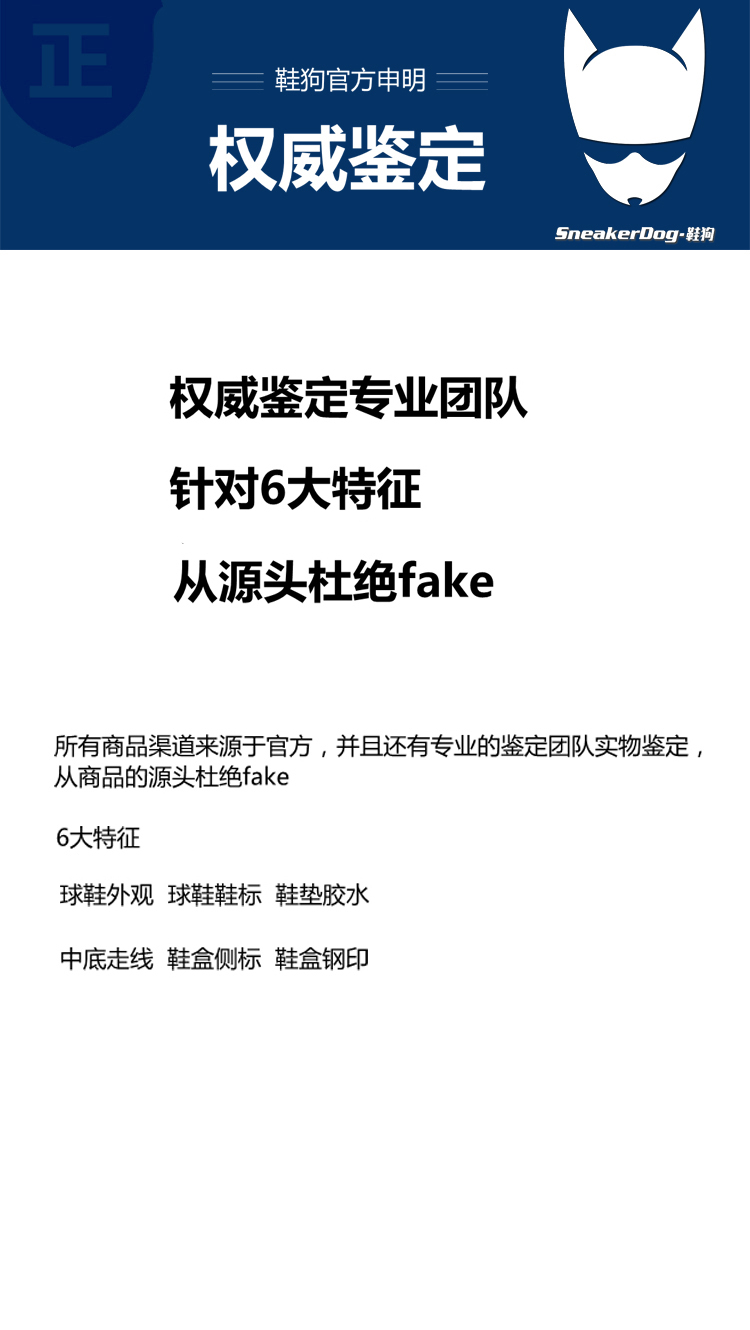 正
鞋狗官方申明
权威鉴定
SneakerDog·鞋狗
权威鉴定专业团队
针对6大特征
从源头杜绝fake
所有商品渠道来源于官方，并且还有专业的鉴定团队实物鉴定，
从商品的源头杜绝fake
6大特征
球鞋外观 球鞋鞋标 鞋垫胶水
中底走线 鞋盒侧标 鞋盒钢印